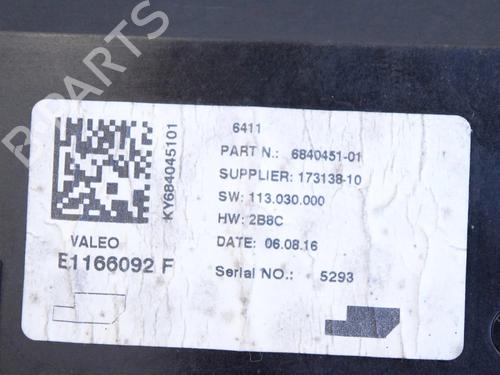 B-PARTS
KY684045101
VALEO
E1166092 F
6411
PART N.: 6840451-01
SUPPLIER: 173138-10
SW: 113.030.000
HW: 2B8C
DATE: 06.08.16
Serial NO.: 5293